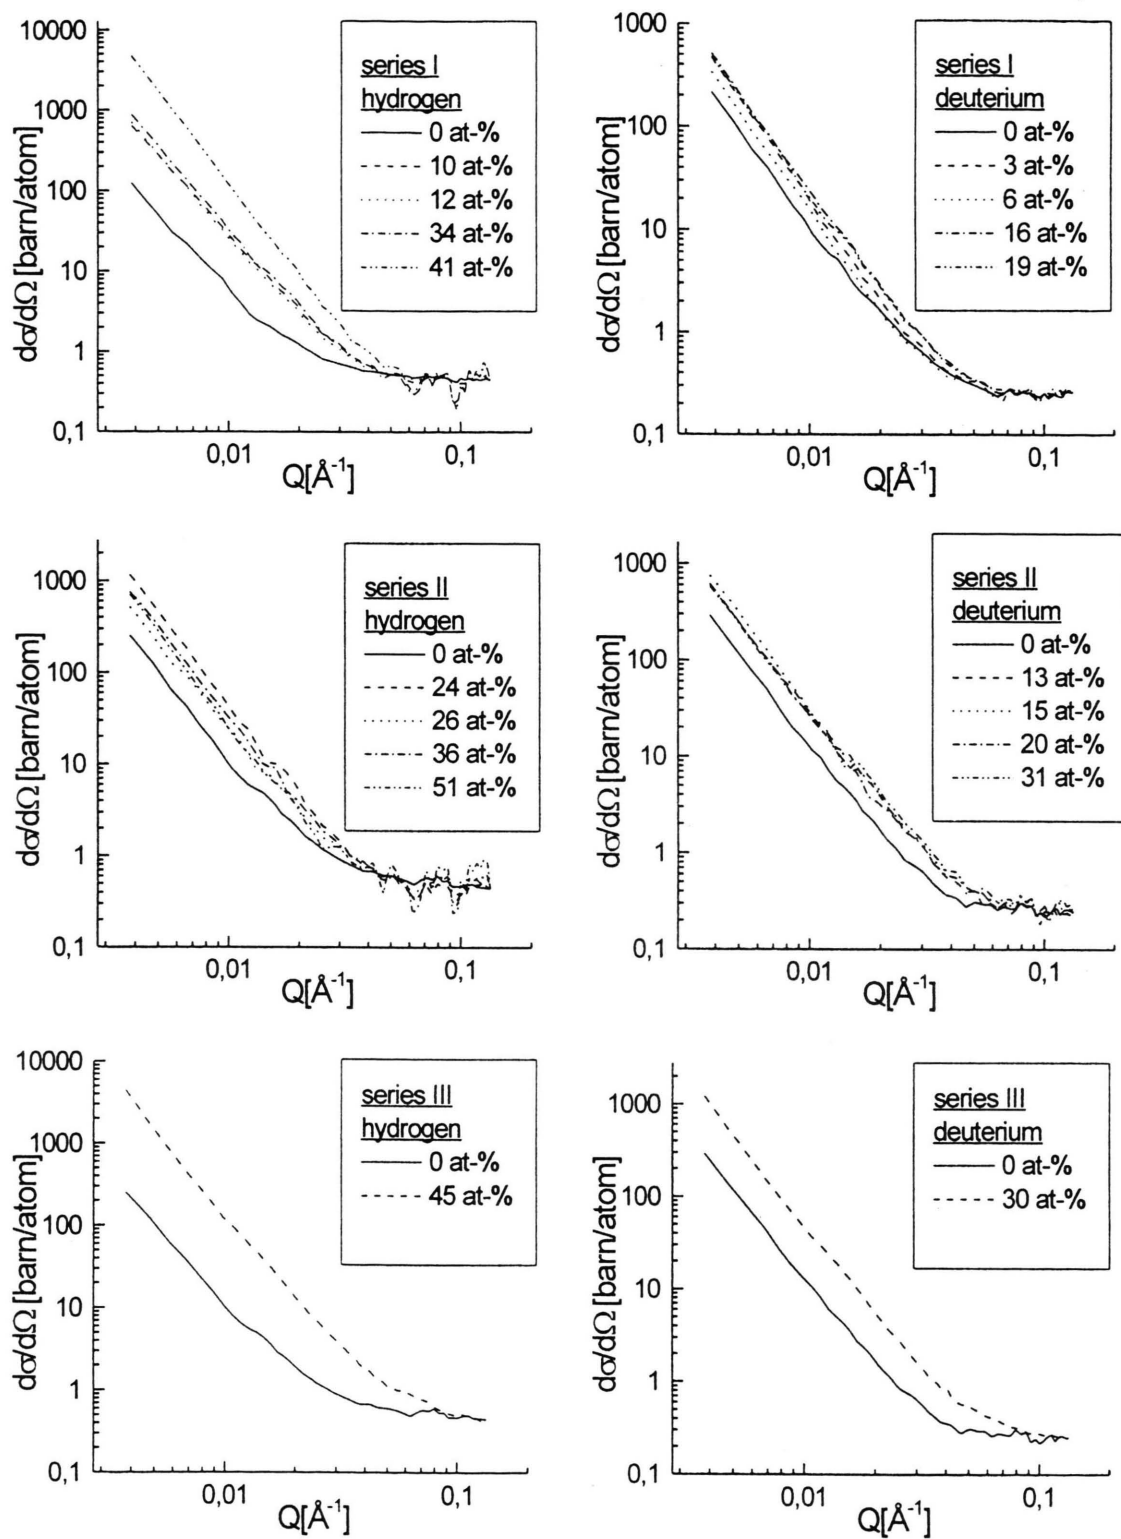 10000
1000
100
10
1
0,1
dσ/dΩ [barn/atom]
0,01
0,1
Q[Å⁻¹]
series I
hydrogen
0 at-%
10 at-%
12 at-%
34 at-%
41 at-%
1000
100
10
1
0,1
dσ/dΩ [barn/atom]
0,01
0,1
Q[Å⁻¹]
series I
deuterium
0 at-%
3 at-%
6 at-%
16 at-%
19 at-%
1000
100
10
1
0,1
dσ/dΩ [barn/atom]
0,01
0,1
Q[Å⁻¹]
series II
hydrogen
0 at-%
24 at-%
26 at-%
36 at-%
51 at-%
1000
100
10
1
0,1
dσ/dΩ [barn/atom]
0,01
0,1
Q[Å⁻¹]
series II
deuterium
0 at-%
13 at-%
15 at-%
20 at-%
31 at-%
10000
1000
100
10
1
0,1
dσ/dΩ [barn/atom]
0,01
0,1
Q[Å⁻¹]
series III
hydrogen
0 at-%
45 at-%
1000
100
10
1
0,1
dσ/dΩ [barn/atom]
0,01
0,1
Q[Å⁻¹]
series III
deuterium
0 at-%
30 at-%